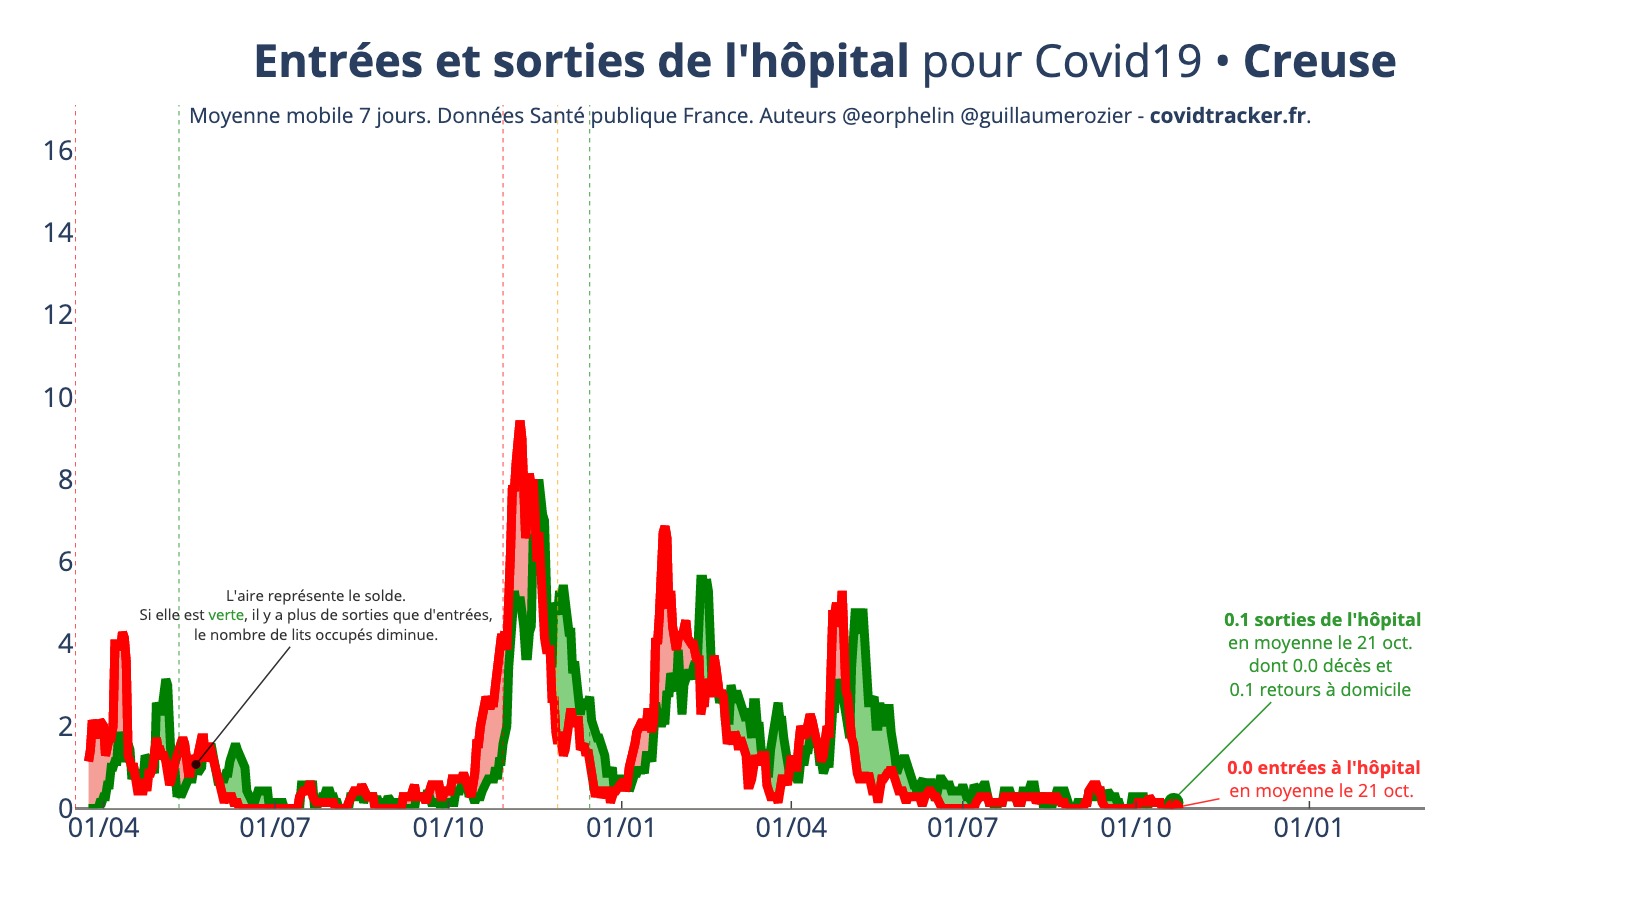 Entrées et sorties de l'hôpital pour Covid19 • Creuse
Moyenne mobile 7 jours. Données Santé publique France. Auteurs @eorphelin @guillaumerozier - covidtracker.fr.
16
14
12
10
8
6
4
2
0
L'aire représente le solde.
Si elle est verte, il y a plus de sorties que d'entrées,
le nombre de lits occupés diminue.
0.1 sorties de l'hôpital
en moyenne le 21 oct.
dont 0.0 décès et
0.1 retours à domicile
0.0 entrées à l'hôpital
en moyenne le 21 oct.
01/04 01/07 01/10 01/01 01/04 01/07 01/10 01/01